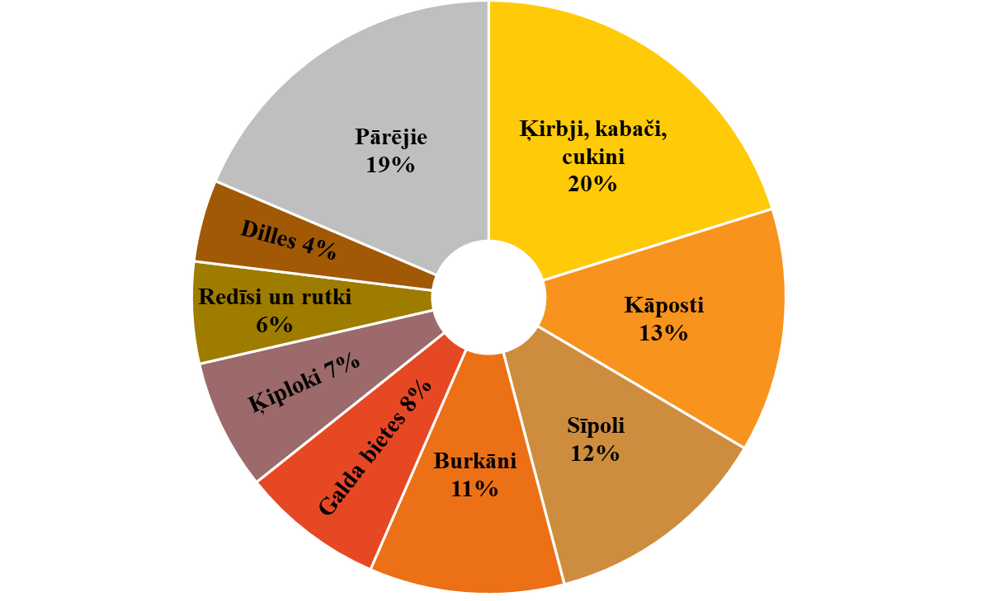 Ķirbji, kabači,
cukini
20%
Kāposti
13%
Sīpoli
12%
Burkāni
11%
Galda bietes 8%
Ķiploki 7%
Redīsi un rutki
6%
Dilles 4%
Pārējie
19%